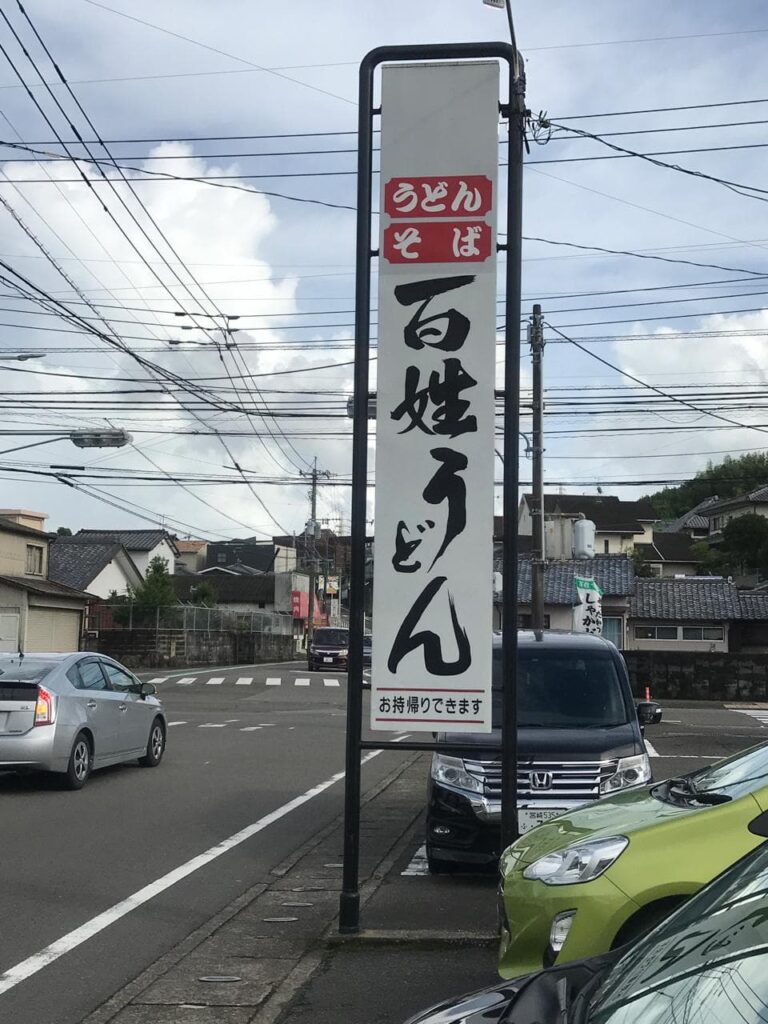 うどん
そば
百姓うどん
お持帰りできます